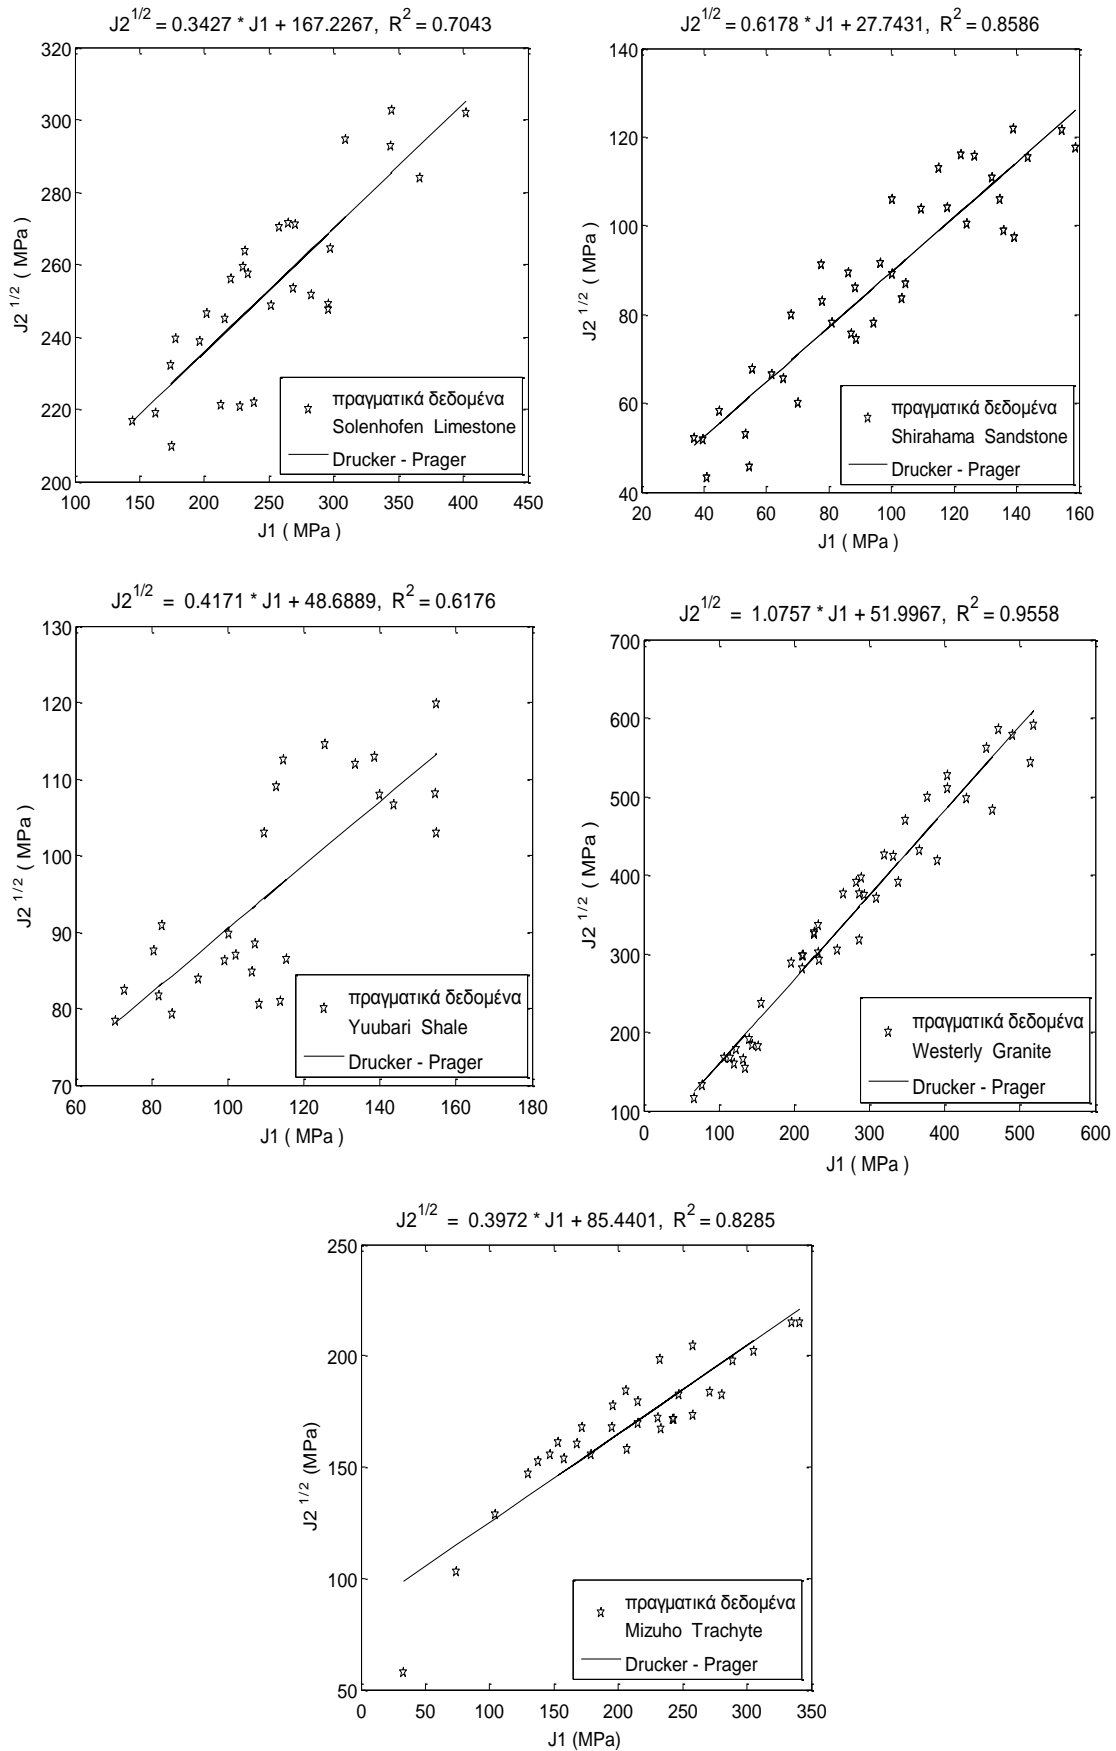 J2^1/2 = 0.3427 * J1 + 167.2267, R^2 = 0.7043
320
300
280
260
240
220
200
J2 ^1/2 ( MPa )
πραγματικά δεδομένα
Solenhofen Limestone
Drucker - Prager
100 150 200 250 300 350 400 450
J1 ( MPa )
J2^1/2 = 0.6178 * J1 + 27.7431, R^2 = 0.8586
140
120
100
80
60
40
J2 ^1/2 ( MPa )
πραγματικά δεδομένα
Shirahama Sandstone
Drucker - Prager
20 40 60 80 100 120 140 160
J1 ( MPa )
J2^1/2 = 0.4171 * J1 + 48.6889, R^2 = 0.6176
130
120
110
100
90
80
70
J2 ^1/2 ( MPa )
πραγματικά δεδομένα
Yuubari Shale
Drucker - Prager
60 80 100 120 140 160 180
J1 ( MPa )
J2^1/2 = 1.0757 * J1 + 51.9967, R^2 = 0.9558
700
600
500
400
300
200
100
J2 ^1/2 ( MPa )
πραγματικά δεδομένα
Westerly Granite
Drucker - Prager
0 100 200 300 400 500 600
J1 ( MPa )
J2^1/2 = 0.3972 * J1 + 85.4401, R^2 = 0.8285
250
200
150
100
50
J2 ^1/2 (MPa)
πραγματικά δεδομένα
Mizuho Trachyte
Drucker - Prager
0 50 100 150 200 250 300 350
J1 (MPa)